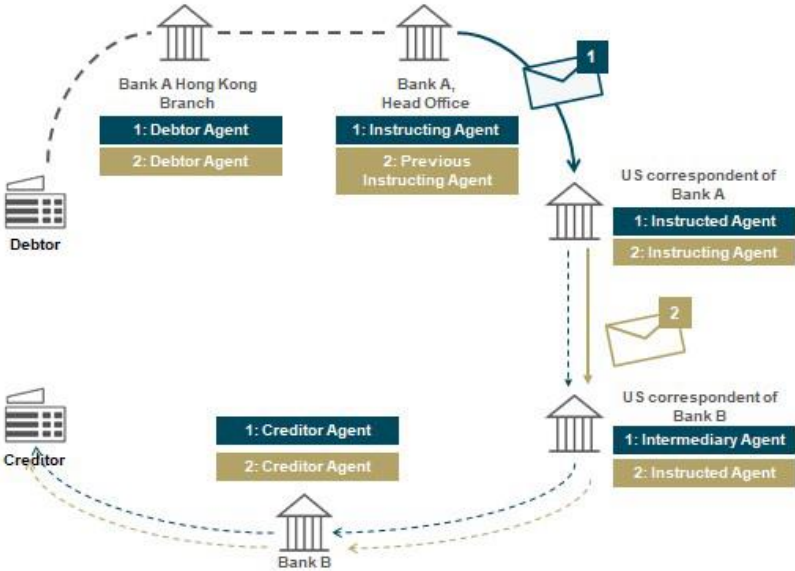 Bank A Hong Kong
Branch
1: Debtor Agent
2: Debtor Agent
Bank A,
Head Office
1: Instructing Agent
2: Previous
Instructing Agent
1
US correspondent of
Bank A
1: Instructed Agent
2: Instructing Agent
Debtor
2
US correspondent of
Bank B
1: Intermediary Agent
2: Instructed Agent
1: Creditor Agent
2: Creditor Agent
Creditor
Bank B